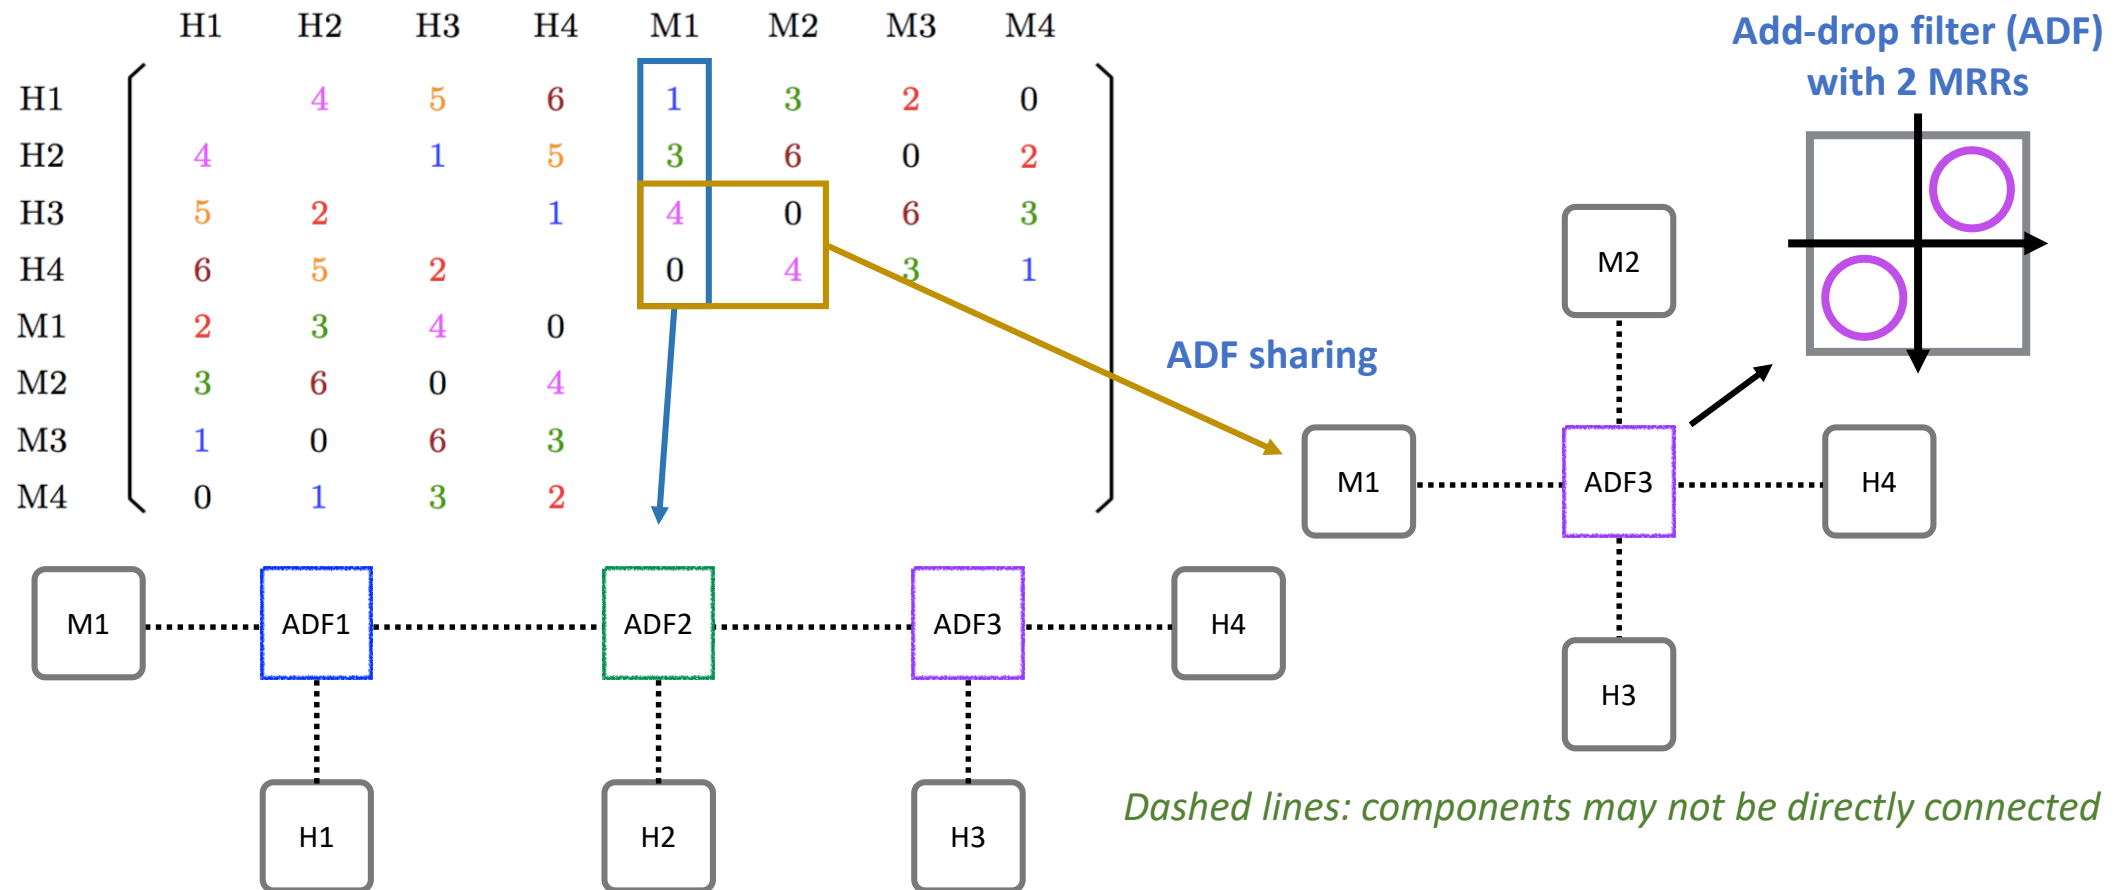 H1 H2 H3 H4 M1 M2 M3 M4
H1 4 5 6 1 3 2 0
H2 4 1 5 3 6 0 2
H3 5 2 1 4 0 6 3
H4 6 5 2 0 4 3 1
M1 2 3 4 0
M2 3 6 0 4
M3 1 0 6 3
M4 0 1 3 2
Add-drop filter (ADF)
with 2 MRRs
ADF sharing
M2
M1 ADF3 H4
H3
M1 ADF1 ADF2 ADF3 H4
H1 H2 H3
Dashed lines: components may not be directly connected